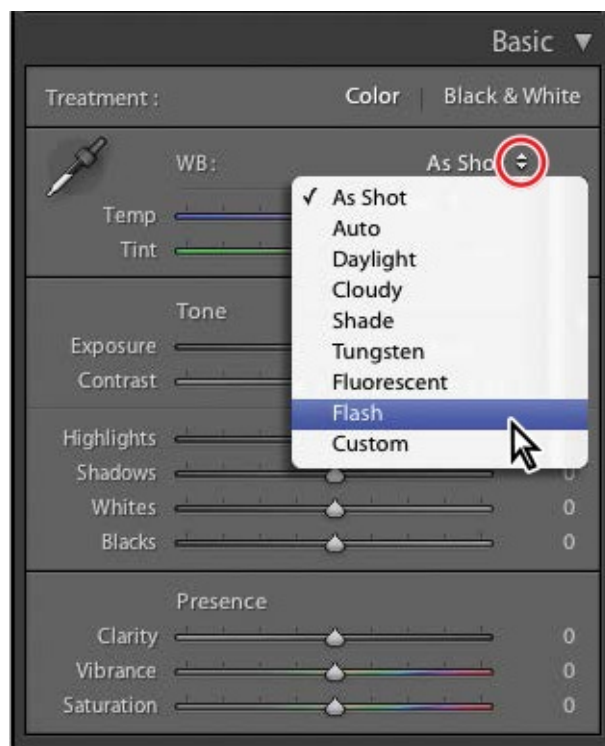 Basic
Treatment : Color | Black & White
WB: As Sho
Temp
Tint
✓ As Shot
Auto
Daylight
Cloudy
Shade
Tungsten
Fluorescent
Flash
Custom
Tone
Exposure
Contrast
Highlights
Shadows 0
Whites 0
Blacks 0
Presence
Clarity 0
Vibrance 0
Saturation 0